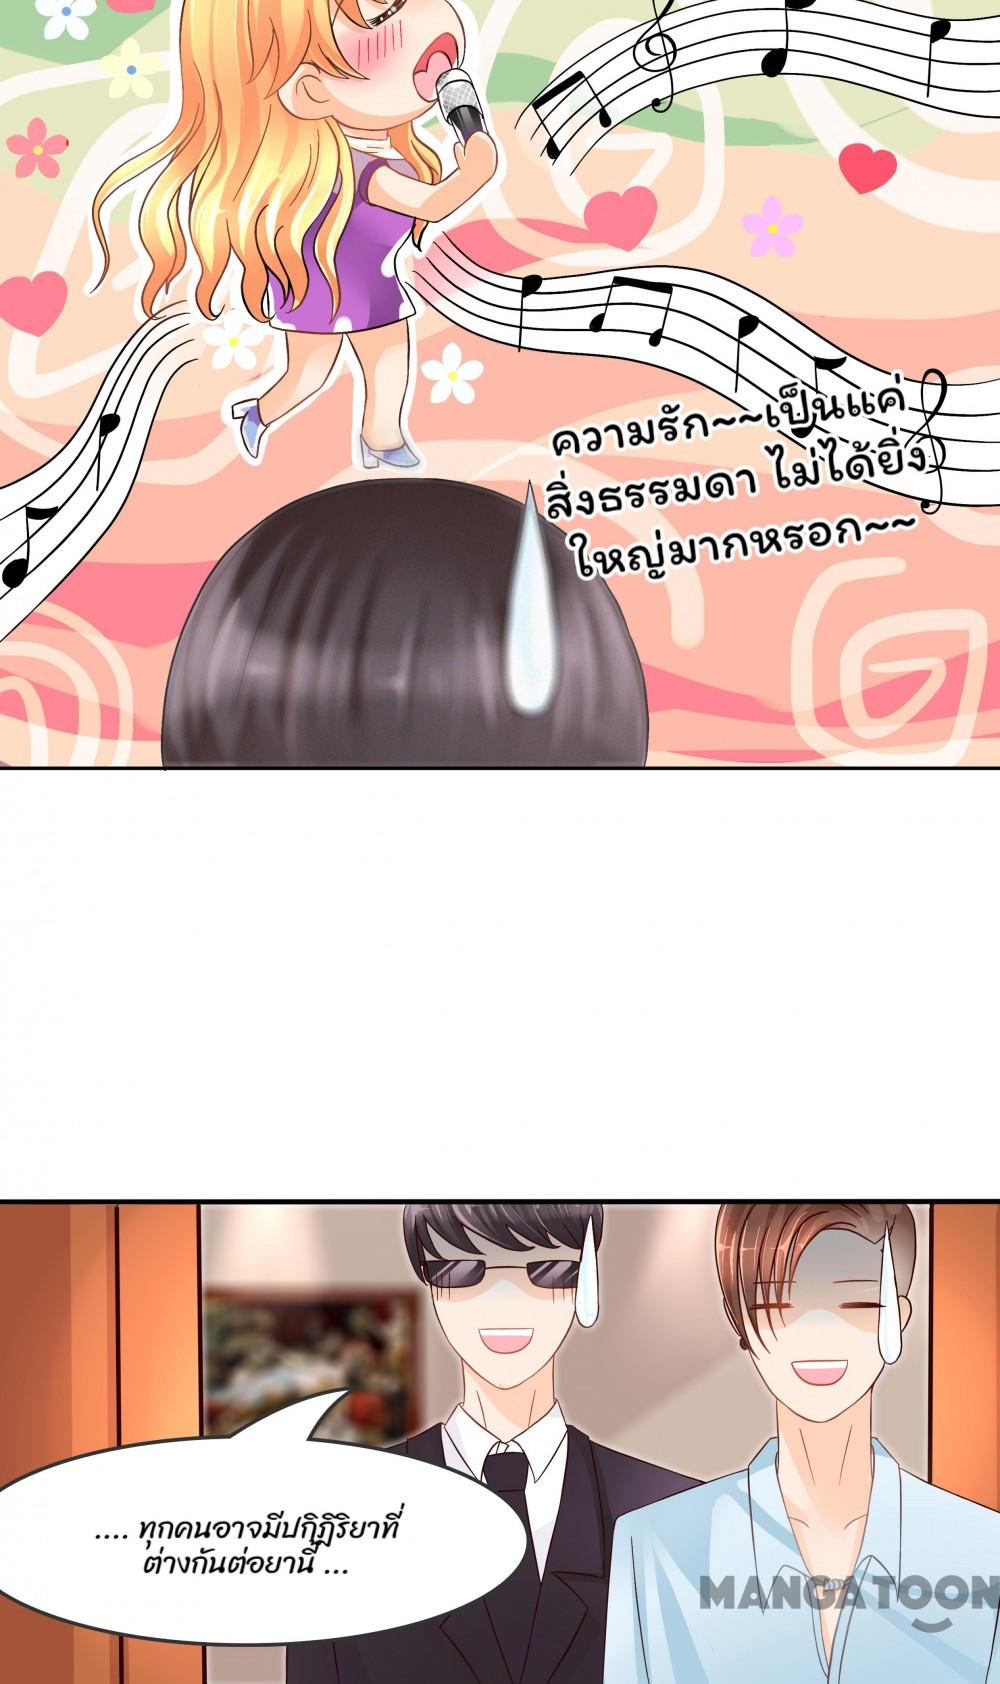 ความรัก~~เป็นแค่
สิ่งธรรมดา ไม่ได้ยิ่ง
ใหญ่มากหรอก~~
.... ทุกคนอาจมีปฏิกิริยาที่
ต่างกันต่อยานี้ ...
MANGATOON